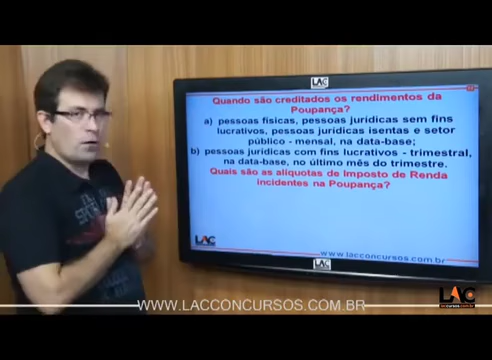 LAC
Quando são creditados os rendimentos da
Poupança?
a) pessoas físicas, pessoas jurídicas sem fins
lucrativos, pessoas jurídicas isentas e setor
público - mensal, na data-base;
b) pessoas jurídicas com fins lucrativos - trimestral,
na data-base, no último mês do trimestre.
Quais são as alíquotas de Imposto de Renda
incidentes na Poupança?
LAC
www.lacconcursos.com.br
LAC
WWW.LACCONCURSOS.COM.BR
LAC